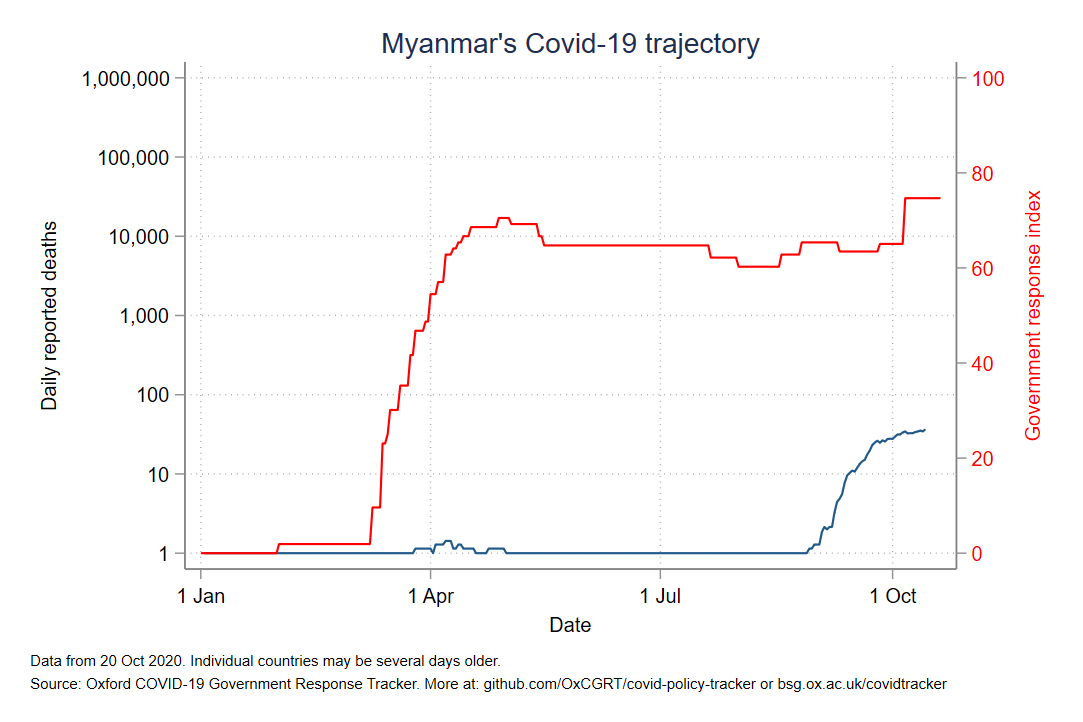 Myanmar's Covid-19 trajectory
1,000,000
100,000
10,000
1,000
100
10
1
Daily reported deaths
100
80
60
40
20
0
Government response index
1 Jan
1 Apr
1 Jul
1 Oct
Date
Data from 20 Oct 2020. Individual countries may be several days older.
Source: Oxford COVID-19 Government Response Tracker. More at: github.com/OxCGRT/covid-policy-tracker or bsg.ox.ac.uk/covidtracker